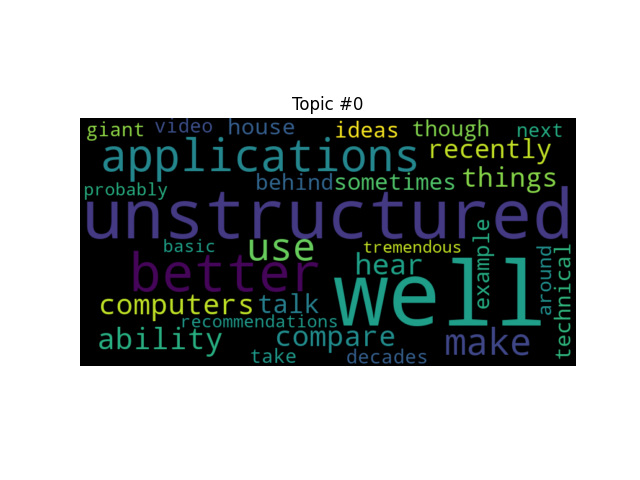 Topic #0
giant video house ideas though next
applications recently
probably behind sometimes things
unstructured
basic use tremendous example
better hear well around technical
computers talk
recommendations
ability compare make
take decades